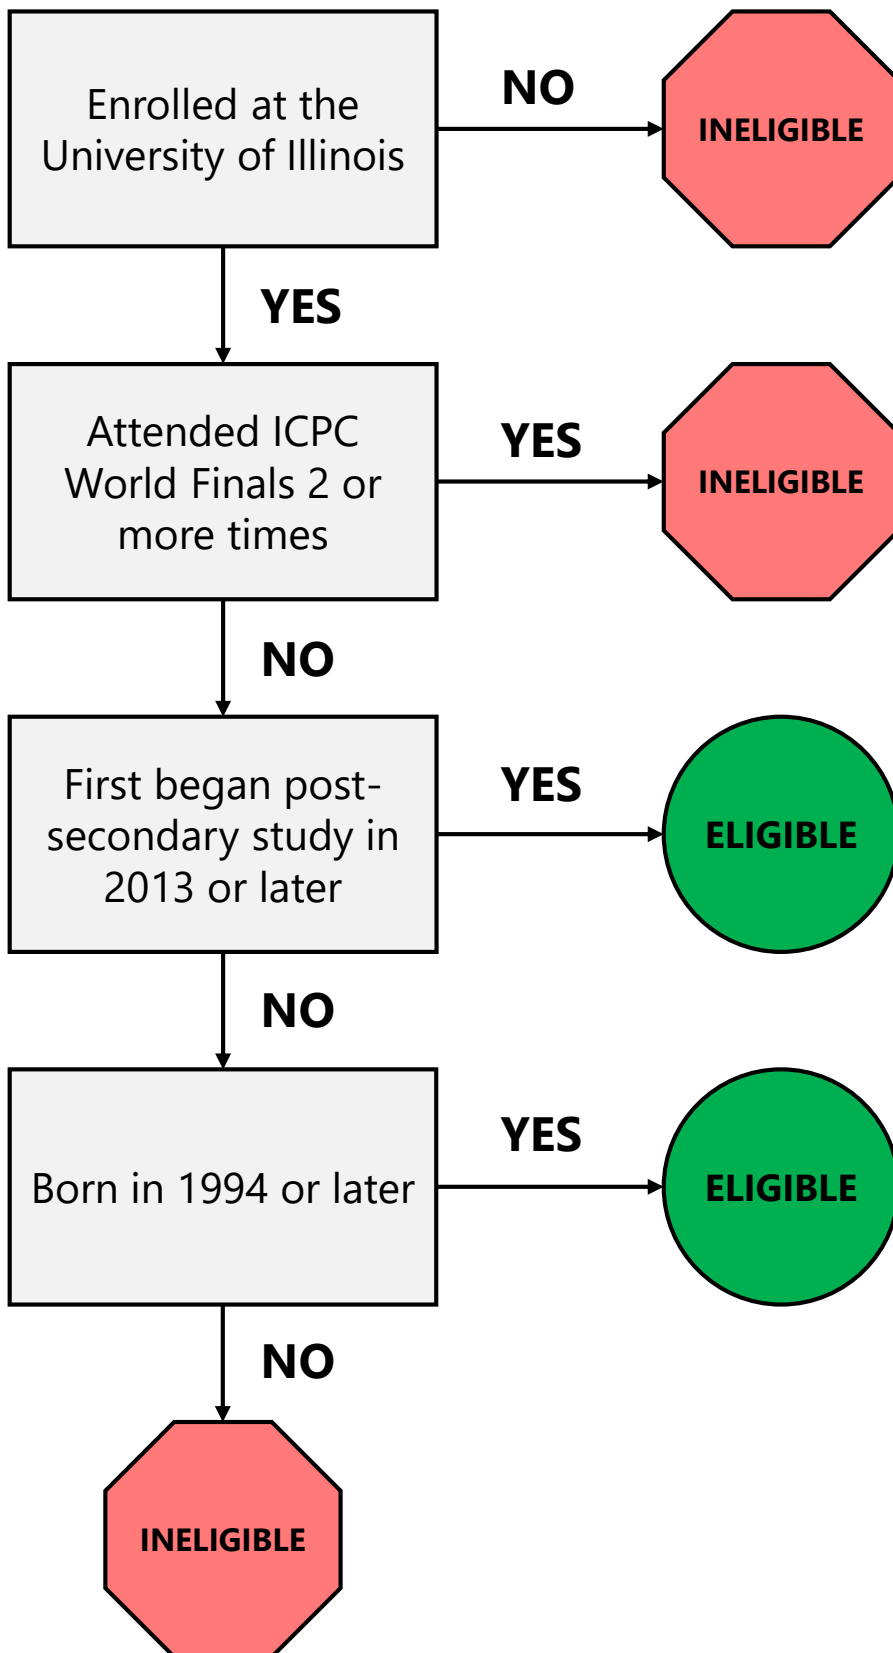 Enrolled at the
University of Illinois
NO
INELIGIBLE
YES
Attended ICPC
World Finals 2 or
more times
YES
INELIGIBLE
NO
First began post-
secondary study in
2013 or later
YES
ELIGIBLE
NO
Born in 1994 or later
YES
ELIGIBLE
NO
INELIGIBLE